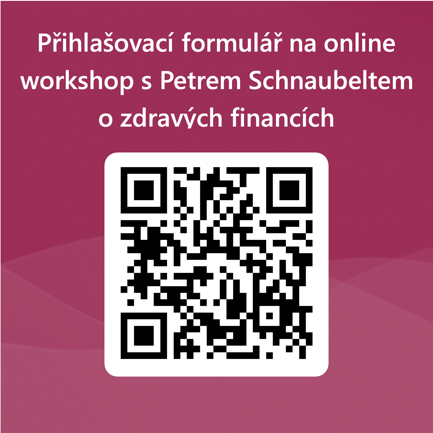 Přihlašovací formulář na online
workshop s Petrem Schnaubeltem
o zdravých financích